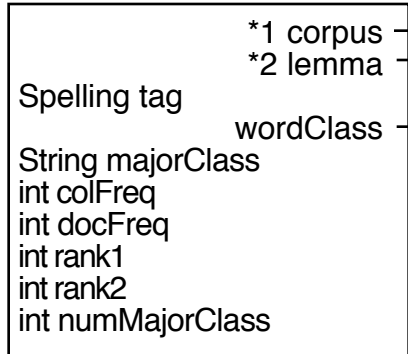 *1 corpus
*2 lemma
Spelling tag
wordClass
String majorClass
int colFreq
int docFreq
int rank1
int rank2
int numMajorClass